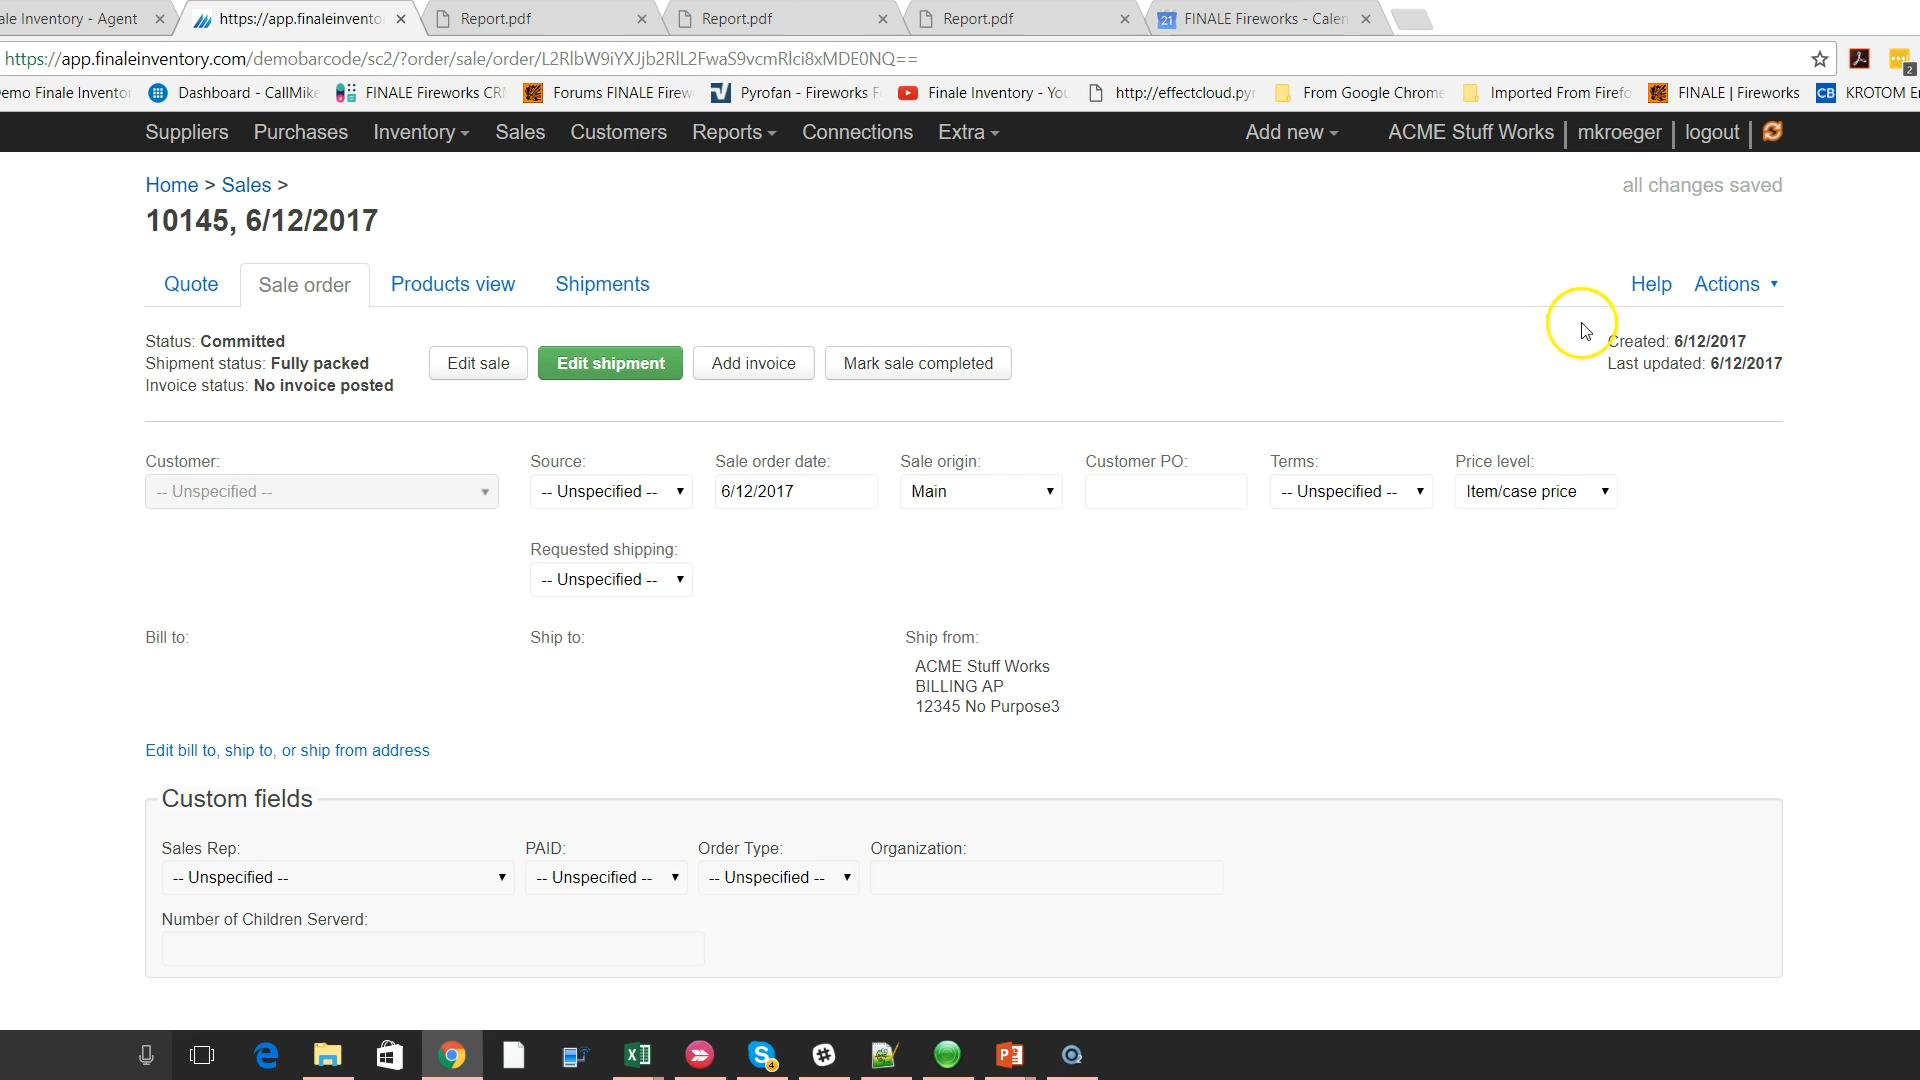 ale Inventory - Agent
https://app.finaleinvento
Report.pdf
Report.pdf
Report.pdf
21 FINALE Fireworks - Calen
https://app.finaleinventory.com/demobarcode/sc2/?order/sale/order/L2RlbW9iYXJjb2RlL2FwaS9vcmRlci8xMDE0NQ==
2
emo Finale Inventor
Dashboard - CallMike
FINALE Fireworks CRM
Forums FINALE Firew
Pyrofan - Fireworks F
Finale Inventory - You
http://effectcloud.pyr
From Google Chrome
Imported From Firefo
FINALE | Fireworks
CB KROTOM En
Suppliers Purchases Inventory Sales Customers Reports Connections Extra Add new ACME Stuff Works | mkroeger | logout |
Home > Sales >
all changes saved
10145, 6/12/2017
Quote Sale order Products view Shipments Help Actions
Status: Committed
Shipment status: Fully packed
Invoice status: No invoice posted
Edit sale Edit shipment Add invoice Mark sale completed
Created: 6/12/2017
Last updated: 6/12/2017
Customer: Source: Sale order date: Sale origin: Customer PO: Terms: Price level:
-- Unspecified -- -- Unspecified -- 6/12/2017 Main -- Unspecified -- Item/case price
Requested shipping:
-- Unspecified --
Bill to: Ship to: Ship from:
ACME Stuff Works
BILLING AP
12345 No Purpose3
Edit bill to, ship to, or ship from address
Custom fields
Sales Rep: PAID: Order Type: Organization:
-- Unspecified -- -- Unspecified -- -- Unspecified --
Number of Children Serverd:
4